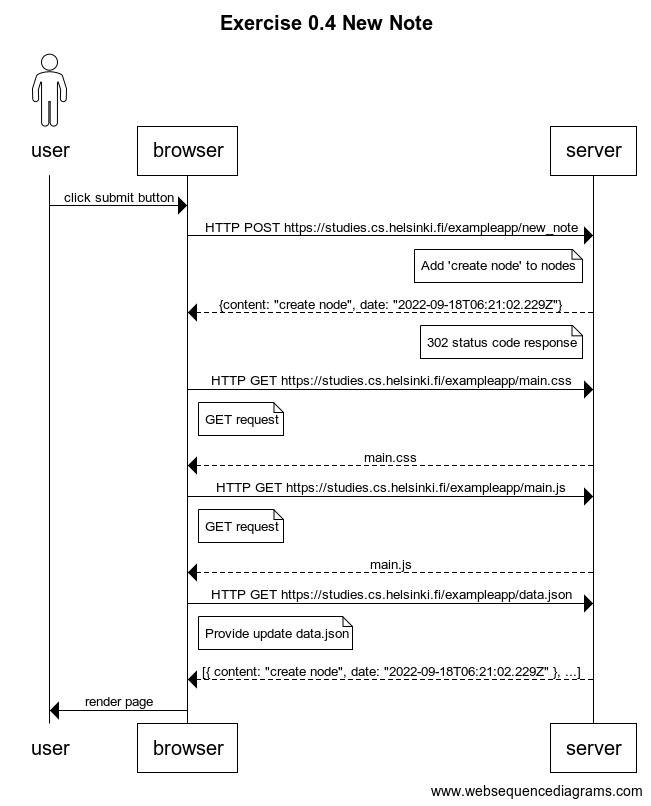 Exercise 0.4 New Note
user
browser
server
click submit button
HTTP POST https://studies.cs.helsinki.fi/exampleapp/new_note
Add 'create node' to nodes
{content: "create node", date: "2022-09-18T06:21:02.229Z"}
302 status code response
HTTP GET https://studies.cs.helsinki.fi/exampleapp/main.css
GET request
main.css
HTTP GET https://studies.cs.helsinki.fi/exampleapp/main.js
GET request
main.js
HTTP GET https://studies.cs.helsinki.fi/exampleapp/data.json
Provide update data.json
[{ content: "create node", date: "2022-09-18T06:21:02.229Z" }, ...]
render page
user
browser
server
www.websequencediagrams.com